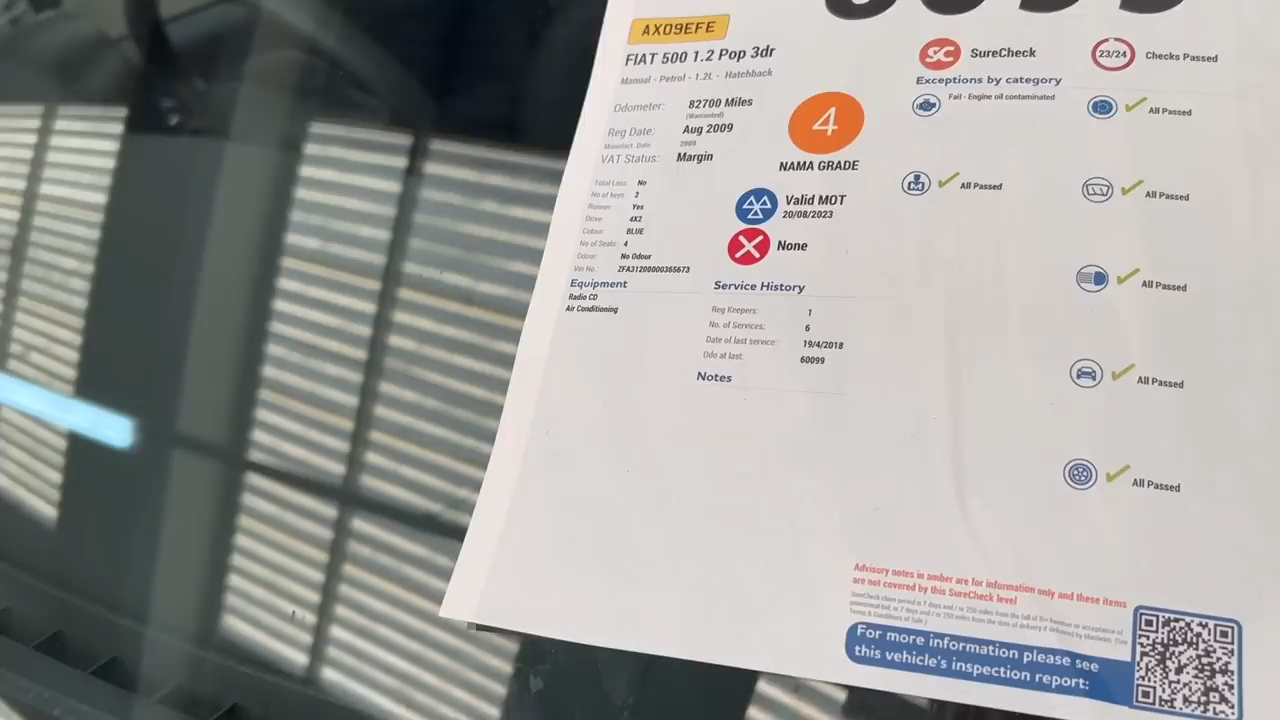 AX09EFE
FIAT 500 1.2 Pop 3dr
Manual - Petrol - 1.2L - Hatchback
Odometer: 82700 Miles
(Warranted)
Reg Date: Aug 2009
Manufact. Date: 2009
VAT Status: Margin
4
NAMA GRADE
Total Loss: No
No of keys: 2
Runner: Yes
Drive: 4X2
Colour: BLUE
No of Seats: 4
Odour: No Odour
Vin No.: ZFA31200000365673
Equipment
Radio CD
Air Conditioning
Valid MOT
20/08/2023
None
Service History
Reg Keepers: 1
No. of Services: 6
Date of last service: 19/4/2018
Odo at last: 60099
Notes
SC SureCheck
23/24 Checks Passed
Exceptions by category
Fail - Engine oil contaminated
All Passed
All Passed
All Passed
All Passed
All Passed
All Passed
Advisory notes in amber are for information only and these items
are not covered by this SureCheck level
For more information please see
this vehicle's inspection report: